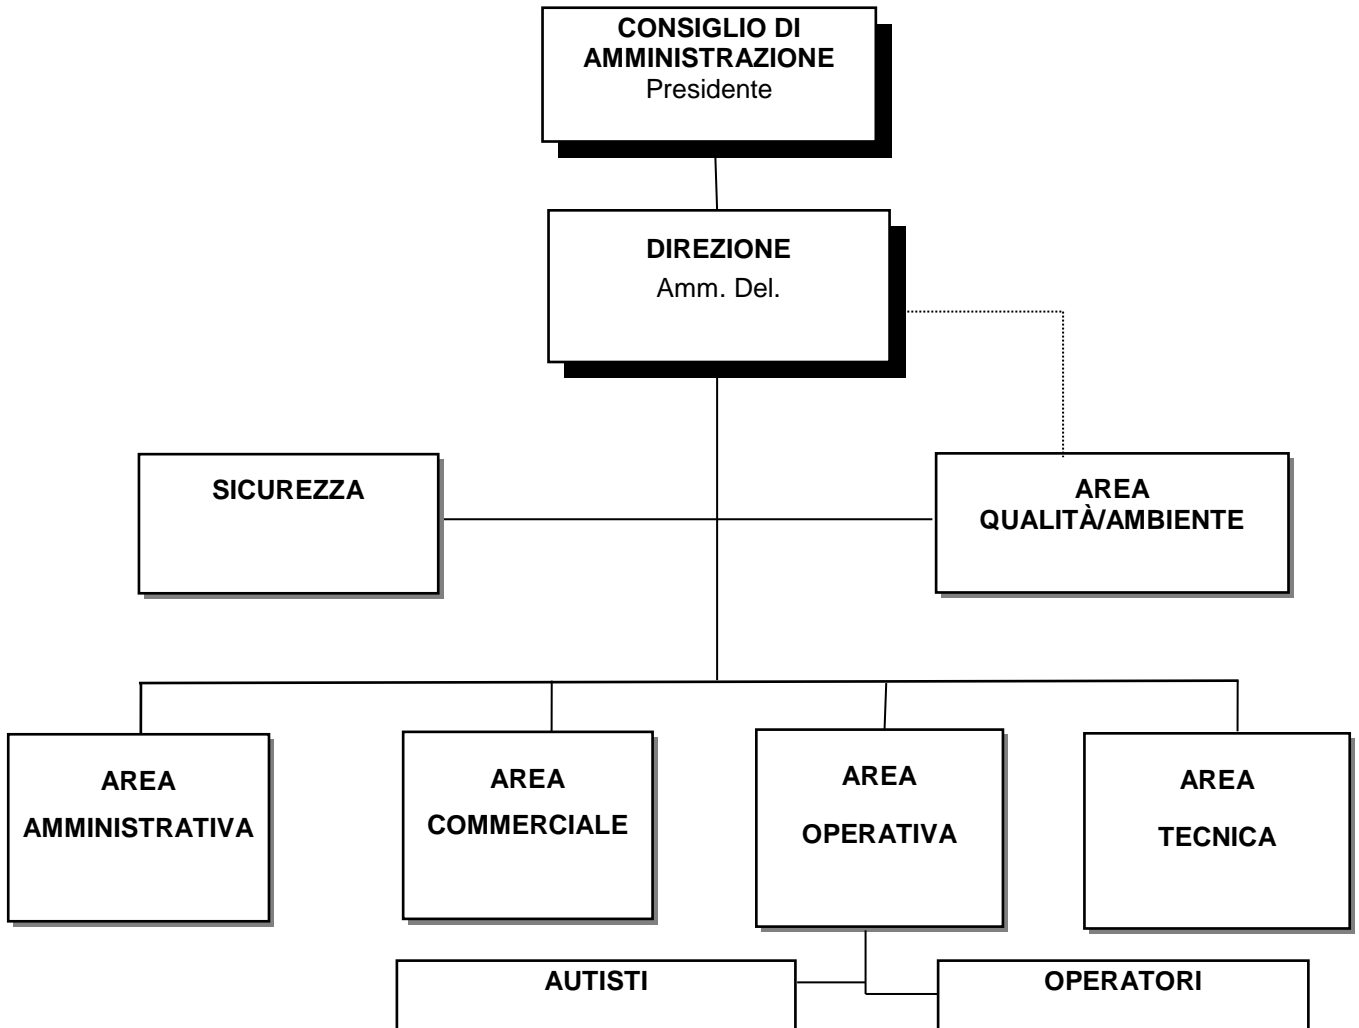 CONSIGLIO DI
AMMINISTRAZIONE
Presidente
DIREZIONE
Amm. Del.
SICUREZZA
AREA
QUALITÀ/AMBIENTE
AREA
AMMINISTRATIVA
AREA
COMMERCIALE
AREA
OPERATIVA
AREA
TECNICA
AUTISTI
OPERATORI